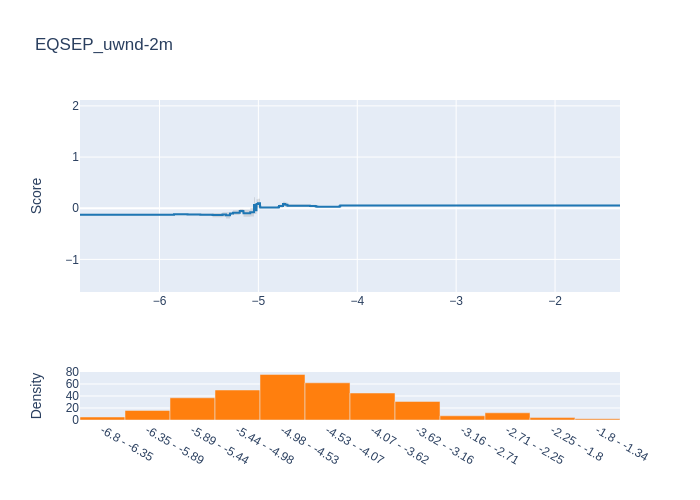 EQSEP_uwnd-2m
2
1
0
−1
Score
−6
−5
−4
−3
−2
80
60
40
20
0
Density
-6.8 - -6.35
-6.35 - -5.89
-5.89 - -5.44
-5.44 - -4.98
-4.98 - -4.53
-4.53 - -4.07
-4.07 - -3.62
-3.62 - -3.16
-3.16 - -2.71
-2.71 - -2.25
-2.25 - -1.8
-1.8 - -1.34